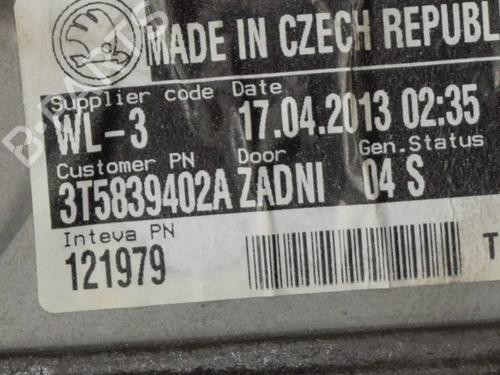 MADE IN CZECH REPUBL
Supplier code Date
WL-3 17.04.2013 02:35
Customer PN Door Gen.Status
3T5839402A ZADNI 04 S
Inteva PN
121979
T
B-PARTS